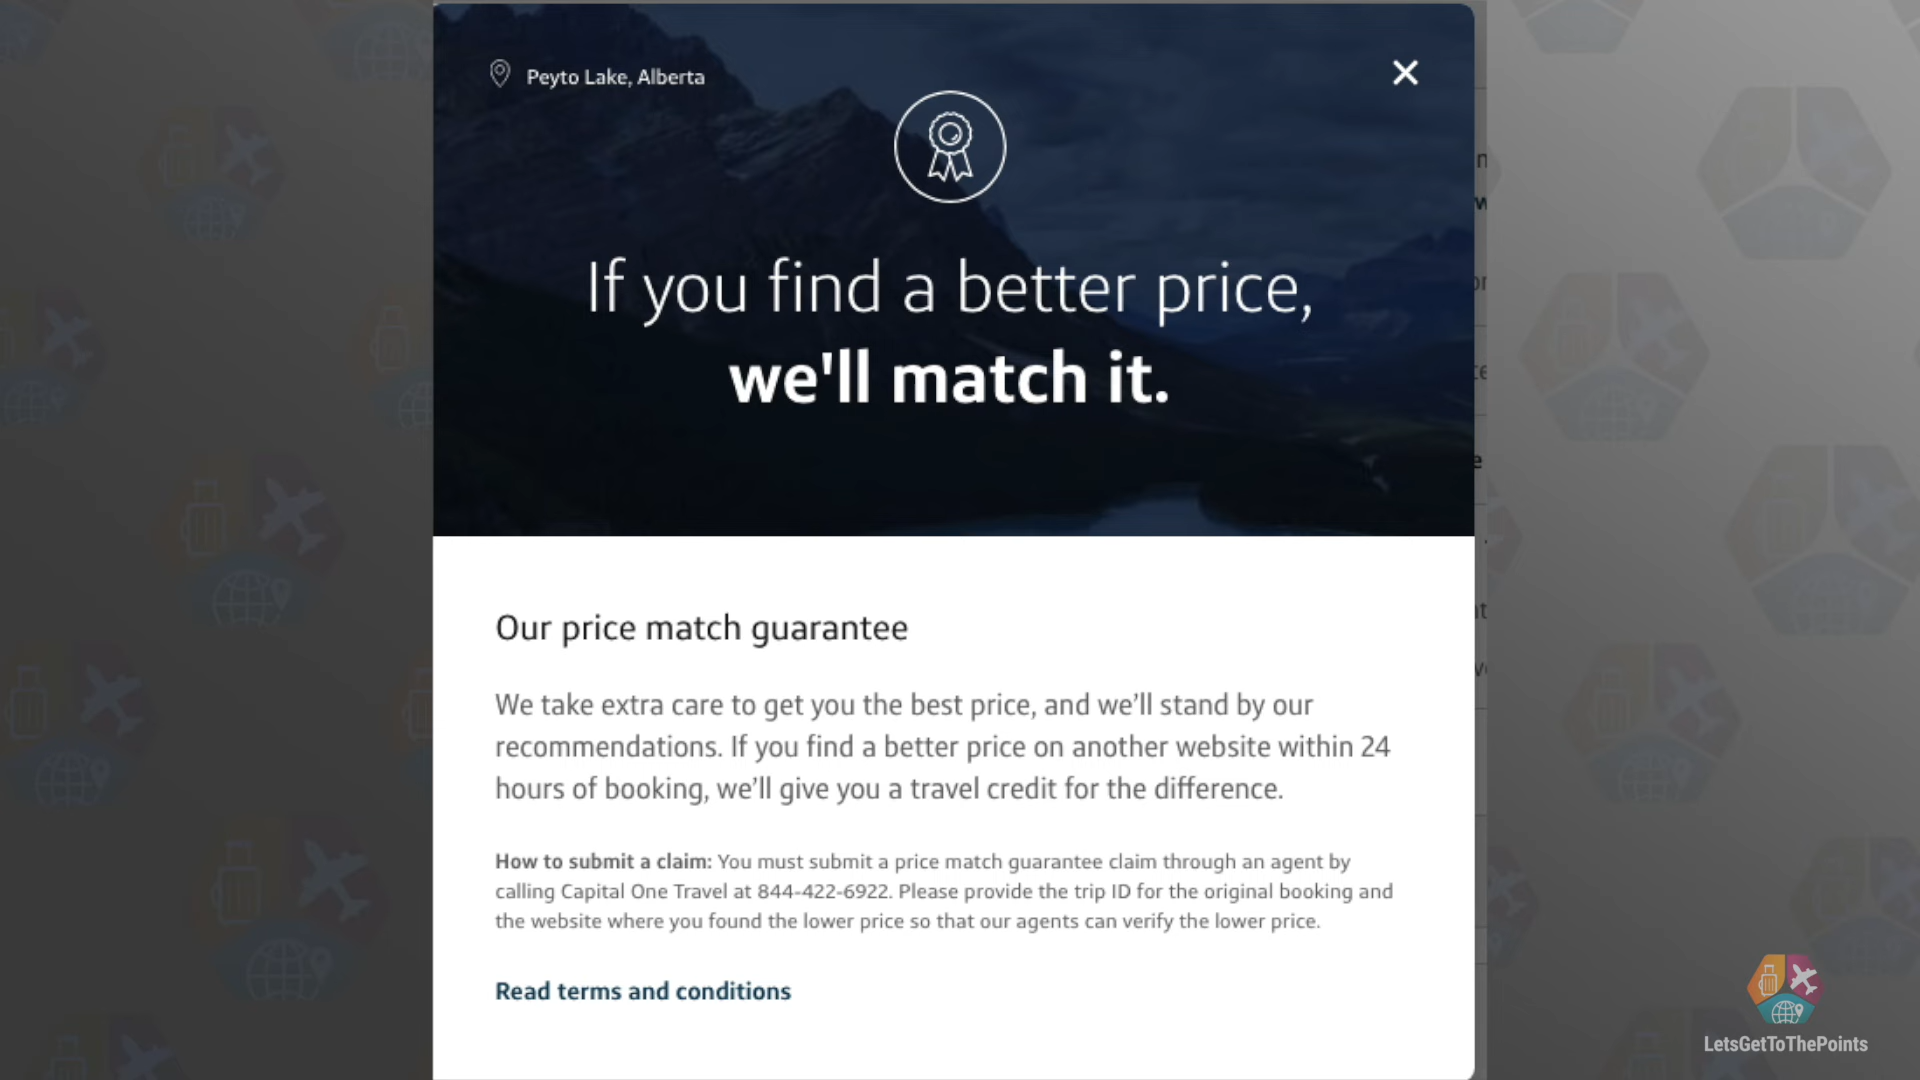 Peyto Lake, Alberta
If you find a better price,
we'll match it.
Our price match guarantee
We take extra care to get you the best price, and we’ll stand by our
recommendations. If you find a better price on another website within 24
hours of booking, we’ll give you a travel credit for the difference.
How to submit a claim: You must submit a price match guarantee claim through an agent by
calling Capital One Travel at 844-422-6922. Please provide the trip ID for the original booking and
the website where you found the lower price so that our agents can verify the lower price.
Read terms and conditions
LetsGetToThePoints